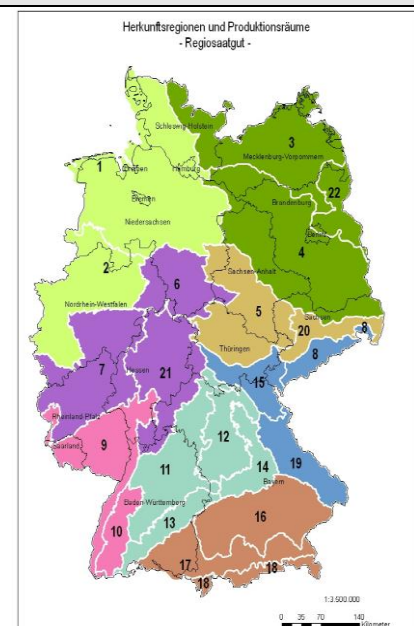 Herkunftsregionen und Produktionsräume
- Regiosaatgut -
Schleswig-Holstein
3
Mecklenburg-Vorpommern
1
Bremen
Hamburg
22
Brandenburg
Bremen
Berlin
Niedersachsen
4
2
Sachsen-Anhalt
6
Nordrhein-Westfalen
5
Sachsen
20
8
8
Thüringen
7
Hessen
21
15
Rheinland-Pfalz
9
Saarland
12
11
14
19
Bayern
Baden-Württemberg
10
13
16
17
18
18
1:3.500.000
0 35 70 140
Kilometer